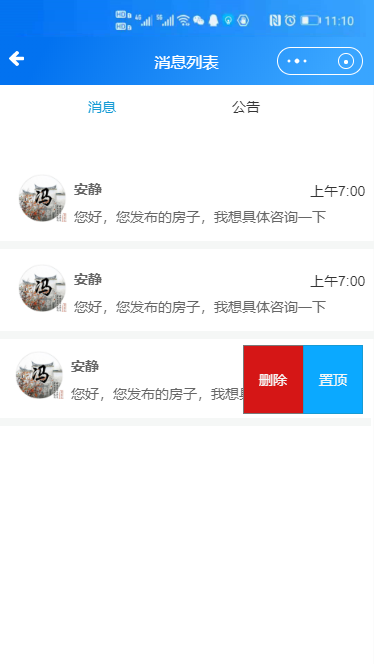 11:10
消息列表
消息
公告
冯
安静
上午7:00
您好，您发布的房子，我想具体咨询一下
冯
安静
上午7:00
您好，您发布的房子，我想具体咨询一下
冯
安静
您好，您发布的房子，我想具
删除
置顶